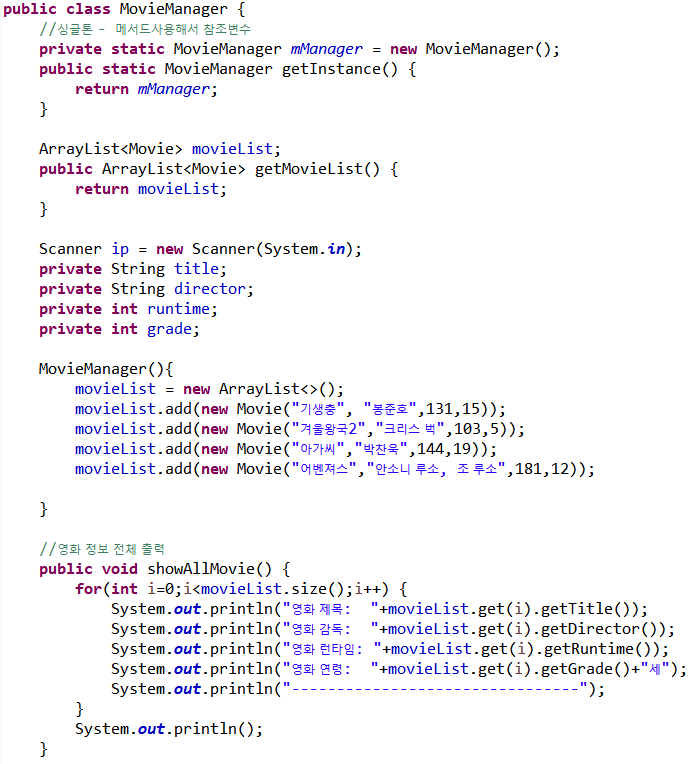 public class MovieManager {
//싱글톤 - 메서드사용해서 참조변수
private static MovieManager mManager = new MovieManager();
public static MovieManager getInstance() {
return mManager;
}
ArrayList<Movie> movieList;
public ArrayList<Movie> getMovieList() {
return movieList;
}
Scanner ip = new Scanner(System.in);
private String title;
private String director;
private int runtime;
private int grade;
MovieManager(){
movieList = new ArrayList<>();
movieList.add(new Movie("기생충", "봉준호",131,15));
movieList.add(new Movie("겨울왕국2","크리스 벅",103,5));
movieList.add(new Movie("아가씨","박찬욱",144,19));
movieList.add(new Movie("어벤져스","안소니 루소, 조 루소",181,12));
}
//영화 정보 전체 출력
public void showAllMovie() {
for(int i=0;i<movieList.size();i++) {
System.out.println("영화 제목:  "+movieList.get(i).getTitle());
System.out.println("영화 감독:  "+movieList.get(i).getDirector());
System.out.println("영화 런타임: "+movieList.get(i).getRuntime());
System.out.println("영화 연령:  "+movieList.get(i).getGrade()+"세");
System.out.println("--------------------------------");
}
System.out.println();
}